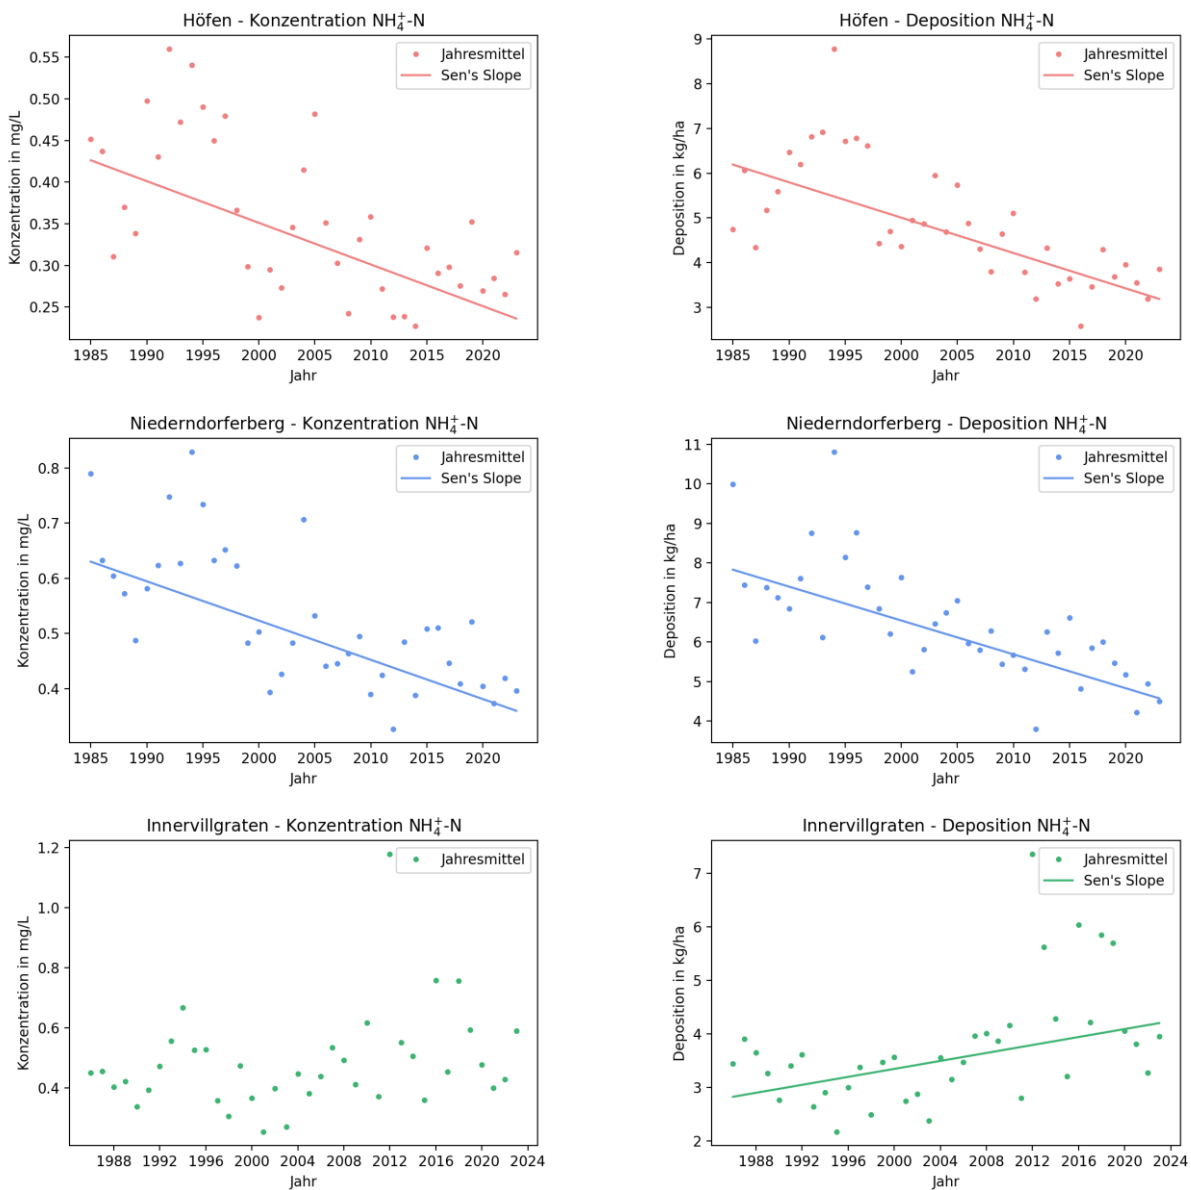 Höfen - Konzentration NH₄⁺-N
Konzentration in mg/L
0.55
0.50
0.45
0.40
0.35
0.30
0.25
Jahresmittel
Sen's Slope
1985 1990 1995 2000 2005 2010 2015 2020
Jahr
Höfen - Deposition NH₄⁺-N
Deposition in kg/ha
9
8
7
6
5
4
3
Jahresmittel
Sen's Slope
1985 1990 1995 2000 2005 2010 2015 2020
Jahr
Niederndorferberg - Konzentration NH₄⁺-N
Konzentration in mg/L
0.8
0.7
0.6
0.5
0.4
Jahresmittel
Sen's Slope
1985 1990 1995 2000 2005 2010 2015 2020
Jahr
Niederndorferberg - Deposition NH₄⁺-N
Deposition in kg/ha
11
10
9
8
7
6
5
4
Jahresmittel
Sen's Slope
1985 1990 1995 2000 2005 2010 2015 2020
Jahr
Innervillgraten - Konzentration NH₄⁺-N
Konzentration in mg/L
1.2
1.0
0.8
0.6
0.4
Jahresmittel
1988 1992 1996 2000 2004 2008 2012 2016 2020 2024
Jahr
Innervillgraten - Deposition NH₄⁺-N
Deposition in kg/ha
7
6
5
4
3
2
Jahresmittel
Sen's Slope
1988 1992 1996 2000 2004 2008 2012 2016 2020 2024
Jahr